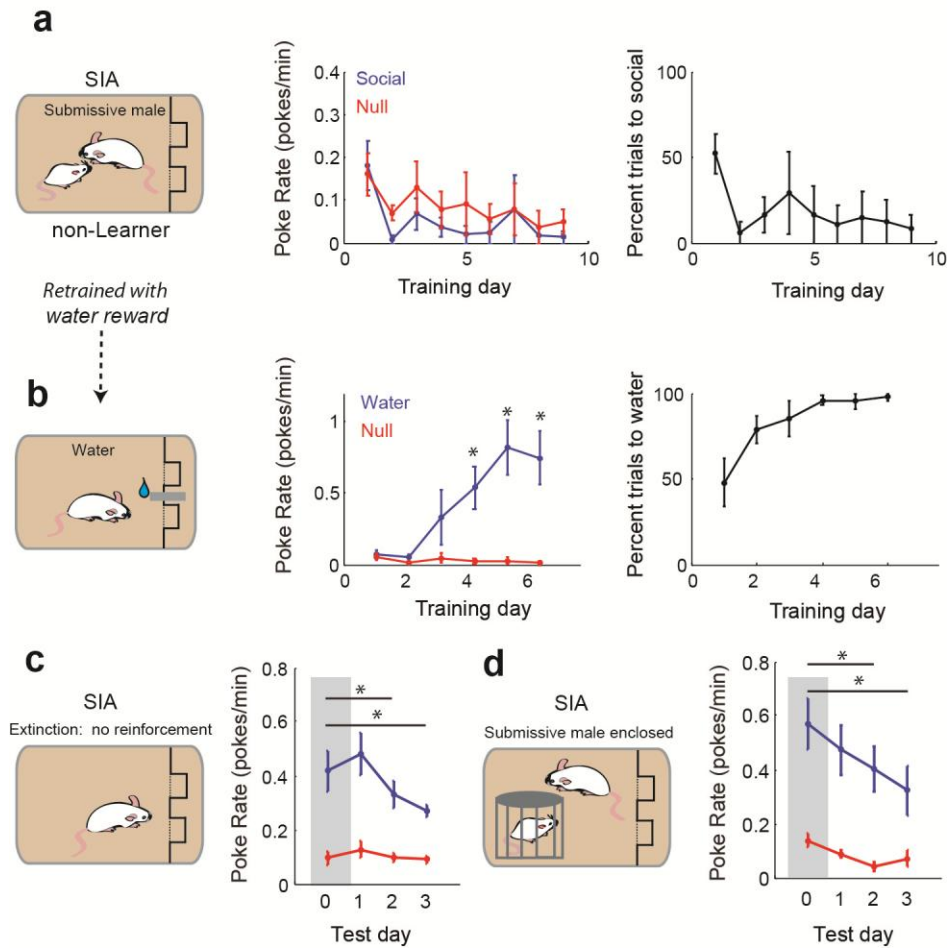 a
SIA
Submissive male
non-Learner
Poke Rate (pokes/min)
0.4
0.3
0.2
0.1
0
Social
Null
0
5
10
Training day
Percent trials to social
100
50
0
0
5
10
Training day
Retrained with
water reward
b
Water
Poke Rate (pokes/min)
1
0.5
0
Water
Null
* * *
0
2
4
6
Training day
Percent trials to water
100
50
0
0
2
4
6
Training day
c
SIA
Extinction: no reinforcement
Poke Rate (pokes/min)
0.8
0.6
0.4
0.2
0
*
*
0
1
2
3
Test day
d
SIA
Submissive male enclosed
Poke Rate (pokes/min)
0.8
0.6
0.4
0.2
0
*
*
0
1
2
3
Test day